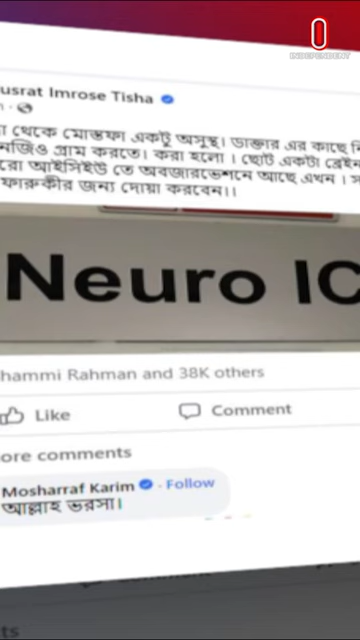 INDEPENDENT
usrat Imrose Tisha
থেকে মোস্তফা একটু অসুস্থ। ডাক্তার এর কাছে
নজিও গ্রাম করতে। করা হলো । ছোট একটা ব্রেইন
রো আইসিইউ তে অবজারভেশনে আছে এখন । স
ফারুকীর জন্য দোয়া করবেন।।
Neuro IC
hammi Rahman and 38K others
Like Comment
ore comments
Mosharraf Karim · Follow
আল্লাহ ভরসা।